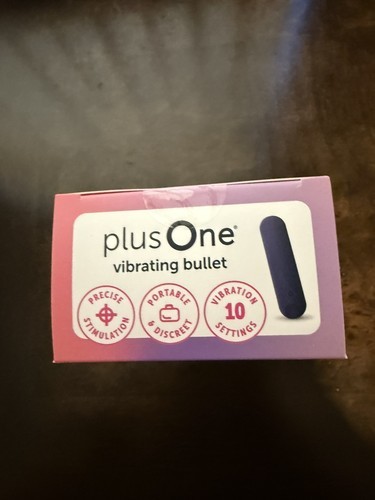 plusOne®
vibrating bullet
PRECISE
STIMULATION
PORTABLE
& DISCREET
VIBRATION
10
SETTINGS